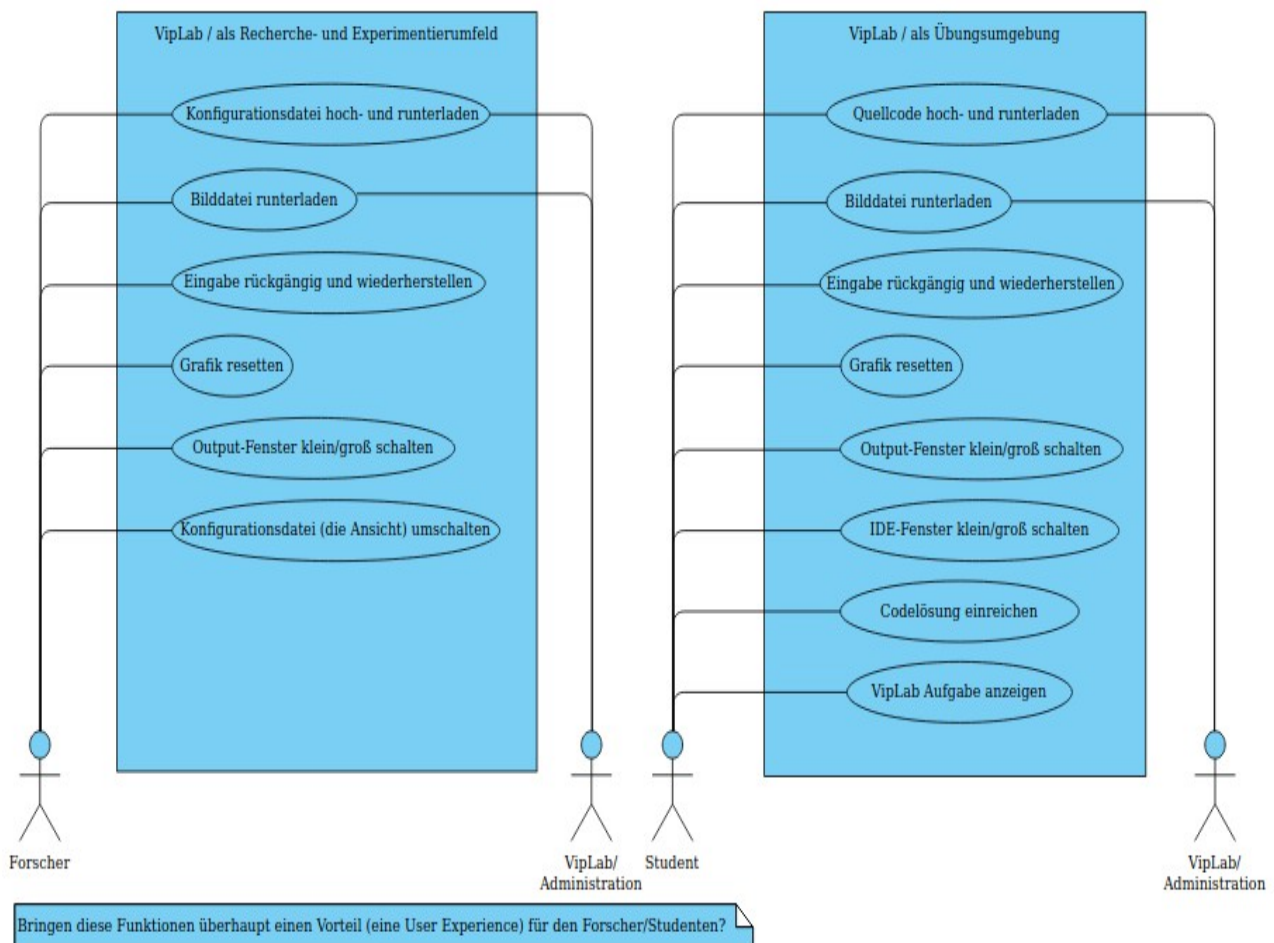 VipLab / als Recherche- und Experimentierumfeld
Konfigurationsdatei hoch- und runterladen
Bilddatei runterladen
Eingabe rückgängig und wiederherstellen
Grafik resetten
Output-Fenster klein/groß schalten
Konfigurationsdatei (die Ansicht) umschalten
Forscher
VipLab/
Administration
VipLab / als Übungsumgebung
Quellcode hoch- und runterladen
Bilddatei runterladen
Eingabe rückgängig und wiederherstellen
Grafik resetten
Output-Fenster klein/groß schalten
IDE-Fenster klein/groß schalten
Codelösung einreichen
VipLab Aufgabe anzeigen
Student
VipLab/
Administration
Bringen diese Funktionen überhaupt einen Vorteil (eine User Experience) für den Forscher/Studenten?